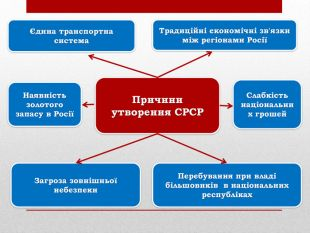 Єдина транспортна
система
Традиційні економічні зв'язки
між регіонами Росії
Наявність
золотого
запасу в Росії
Причини
утворення СРСР
Слабкість
національни
х грошей
Загроза зовнішньої
небезпеки
Перебування при владі
більшовиків в національних
республіках